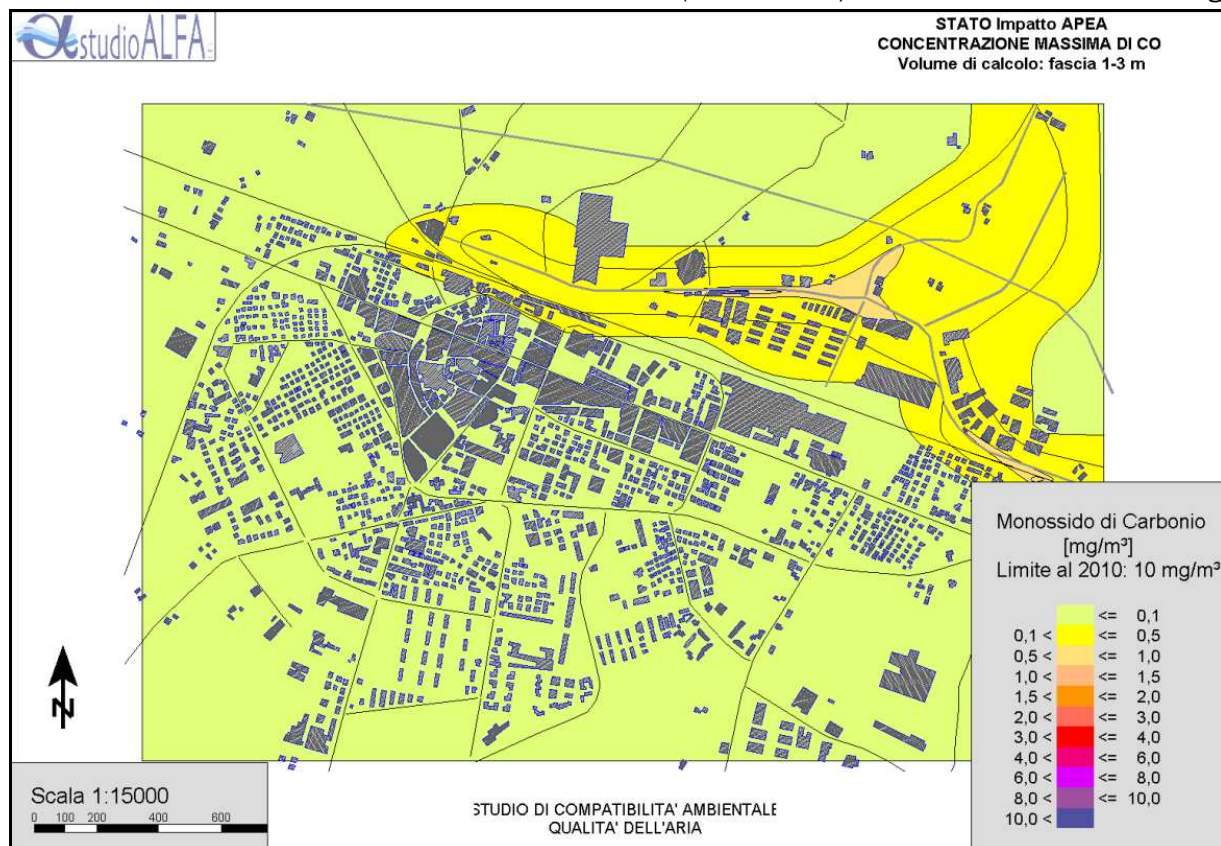 studioALFA
STATO Impatto APEA
CONCENTRAZIONE MASSIMA DI CO
Volume di calcolo: fascia 1-3 m
Monossido di Carbonio
[mg/m³]
Limite al 2010: 10 mg/m³
<= 0,1
0,1 < <= 0,5
0,5 < <= 1,0
1,0 < <= 1,5
1,5 < <= 2,0
2,0 < <= 3,0
3,0 < <= 4,0
4,0 < <= 6,0
6,0 < <= 8,0
8,0 < <= 10,0
10,0 <
N
Scala 1:15000
0 100 200 400 600
STUDIO DI COMPATIBILITA' AMBIENTALE
QUALITA' DELL'ARIA